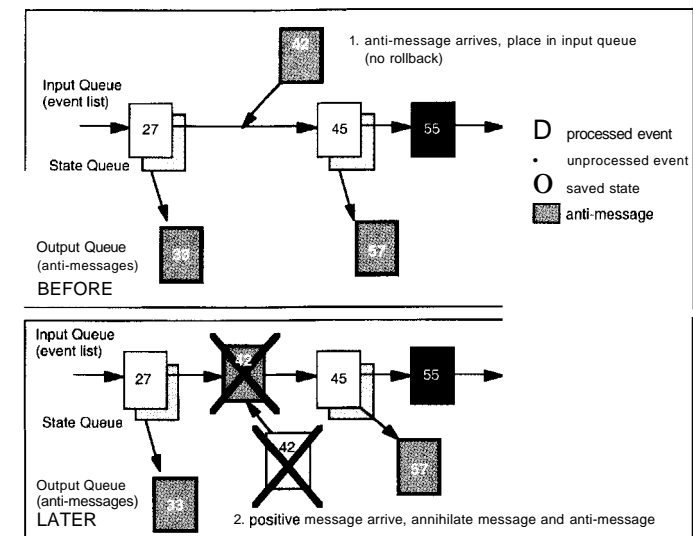 42
1. anti-message arrives, place in input queue
(no rollback)
Input Queue
(event list)
27
45
55
State Queue
D processed event
• unprocessed event
O saved state
anti-message
Output Queue
(anti-messages)
33
57
BEFORE
Input Queue
(event list)
27
42
45
55
State Queue
42
Output Queue
(anti-messages)
33
57
LATER
2. positive message arrive, annihilate message and anti-message